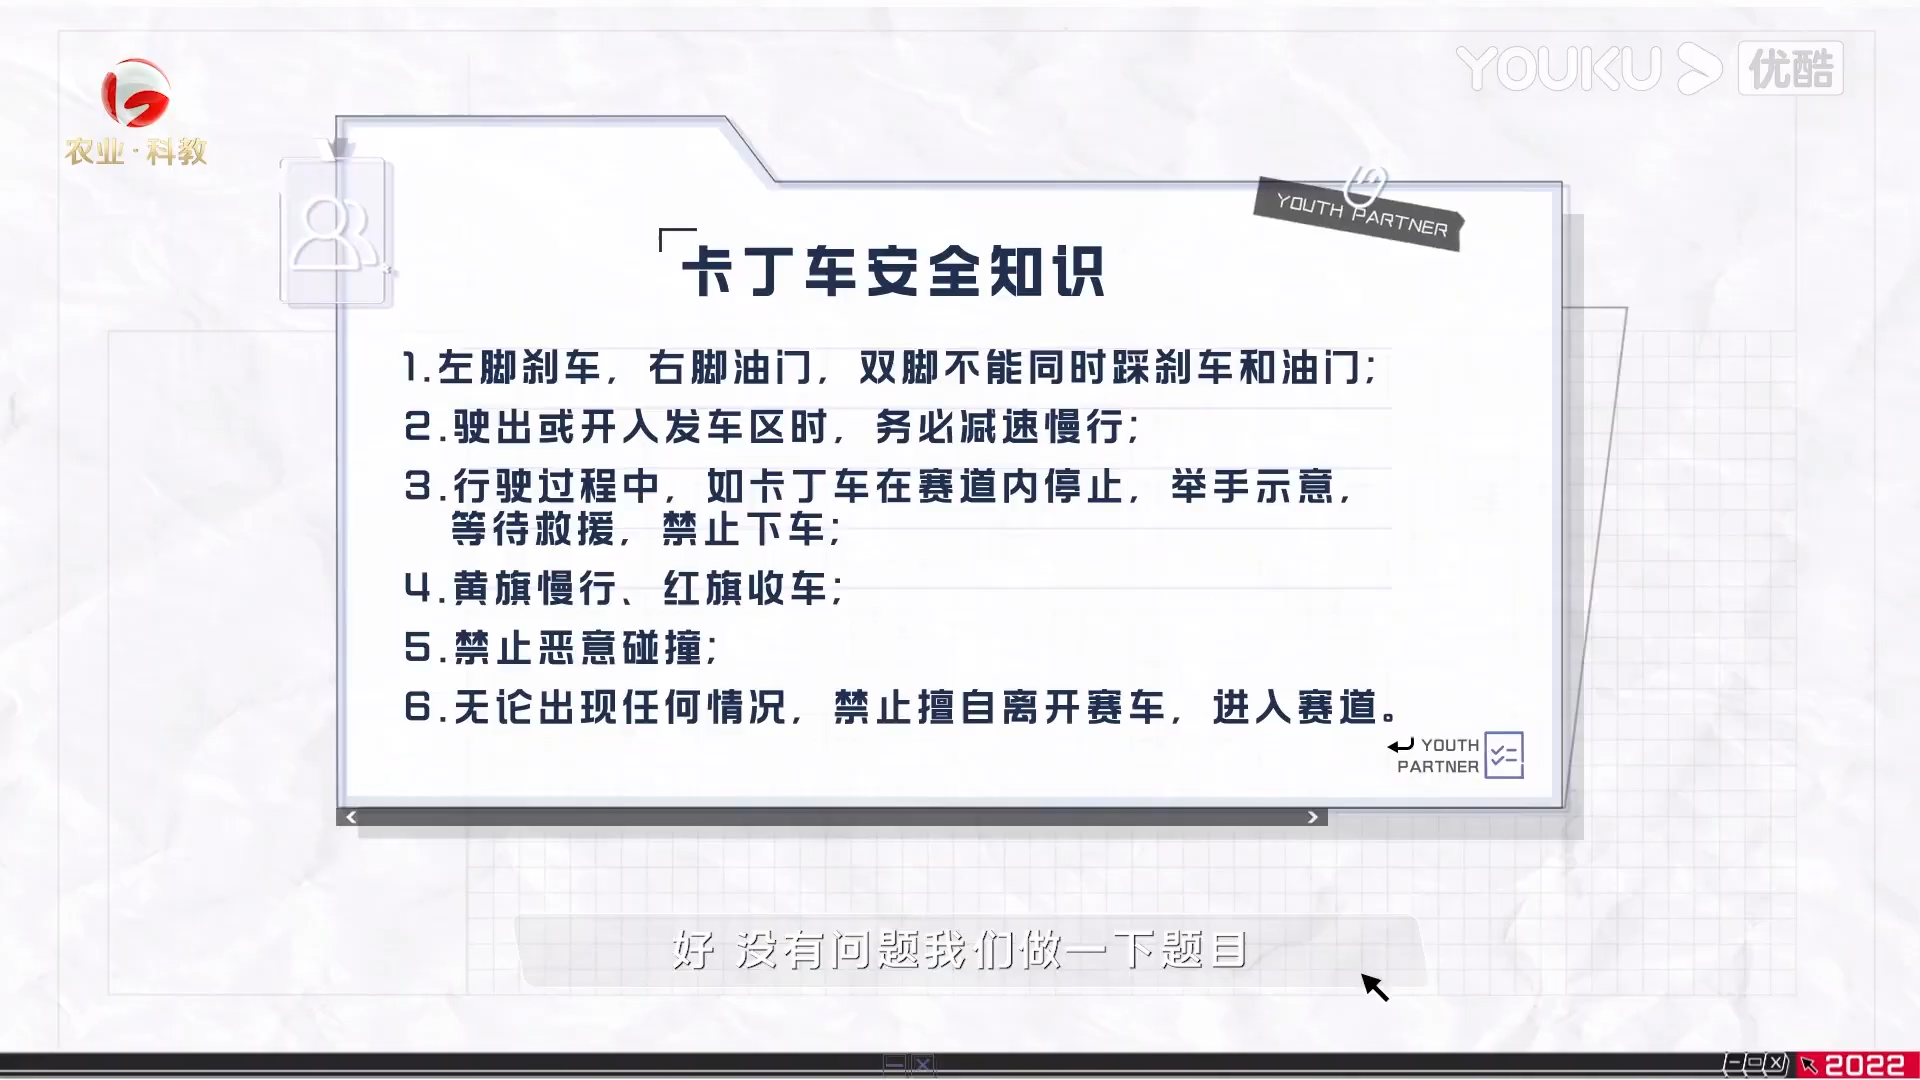 YOUKU 优酷
农业·科教
YOUTH PARTNER
卡丁车安全知识
1.左脚刹车，右脚油门，双脚不能同时踩刹车和油门；
2.驶出或开入发车区时，务必减速慢行；
3.行驶过程中，如卡丁车在赛道内停止，举手示意，
等待救援，禁止下车；
4.黄旗慢行、红旗收车；
5.禁止恶意碰撞；
6.无论出现任何情况，禁止擅自离开赛车，进入赛道。
YOUTH
PARTNER
好 没有问题我们做一下题目
2022